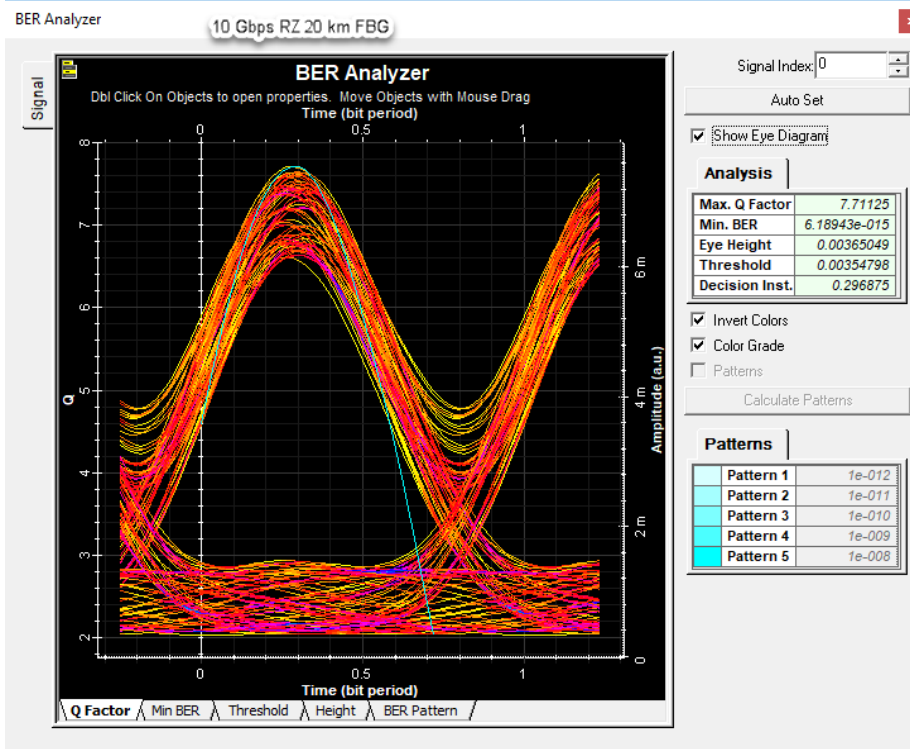 BER Analyzer
10 Gbps RZ 20 km FBG
Signal
BER Analyzer
Dbl Click On Objects to open properties. Move Objects with Mouse Drag
Time (bit period)
0 0.5 1
Q
8
7
6
5
4
3
2
Amplitude (a.u.)
6 m
4 m
2 m
0
0 0.5 1
Time (bit period)
Q Factor Min BER Threshold Height BER Pattern
Signal Index: 0
Auto Set
Show Eye Diagram
Analysis
Max. Q Factor 7.71125
Min. BER 6.18943e-015
Eye Height 0.00365049
Threshold 0.00354798
Decision Inst. 0.296875
Invert Colors
Color Grade
Patterns
Calculate Patterns
Patterns
Pattern 1 1e-012
Pattern 2 1e-011
Pattern 3 1e-010
Pattern 4 1e-009
Pattern 5 1e-008